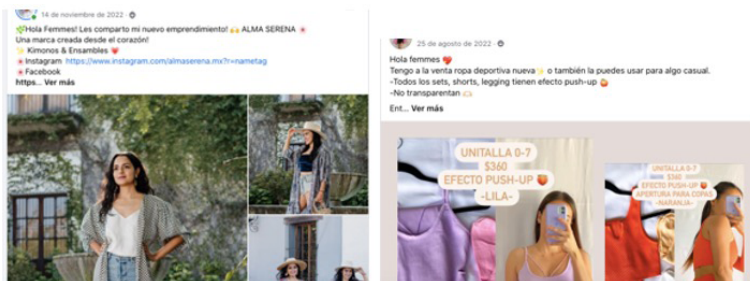 14 de noviembre de 2022
🌿Hola Femmes! Les comparto mi nuevo emprendimiento! 🙌 ALMA SERENA 🌸
Una marca creada desde el corazón!
✨ Kimonos & Ensambles ❤️
🌸Instagram https://www.instagram.com/almaserena.mx?r=nametag
🌸Facebook
https... Ver más
25 de agosto de 2022
Hola femmes ❤️
Tengo a la venta ropa deportiva nueva✨ o también la puedes usar para algo casual.
-Todos los sets, shorts, legging tienen efecto push-up 🍑
-No transparentan 🫶
Ent... Ver más
UNITALLA 0-7
$360
EFECTO PUSH-UP 🍑
-LILA-
UNITALLA 0-7
$360
EFECTO PUSH-UP 🍑
APERTURA PARA COPAS
-NARANJA-